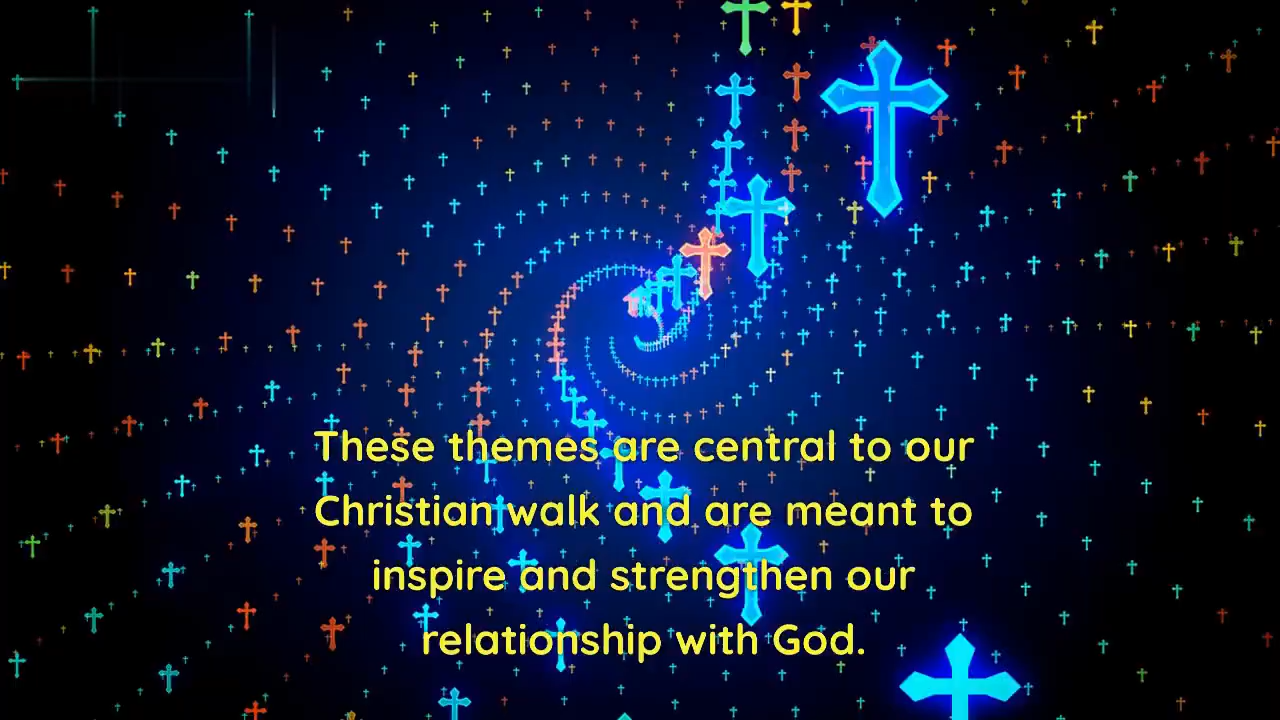 These themes are central to our
Christian walk and are meant to
inspire and strengthen our
relationship with God.